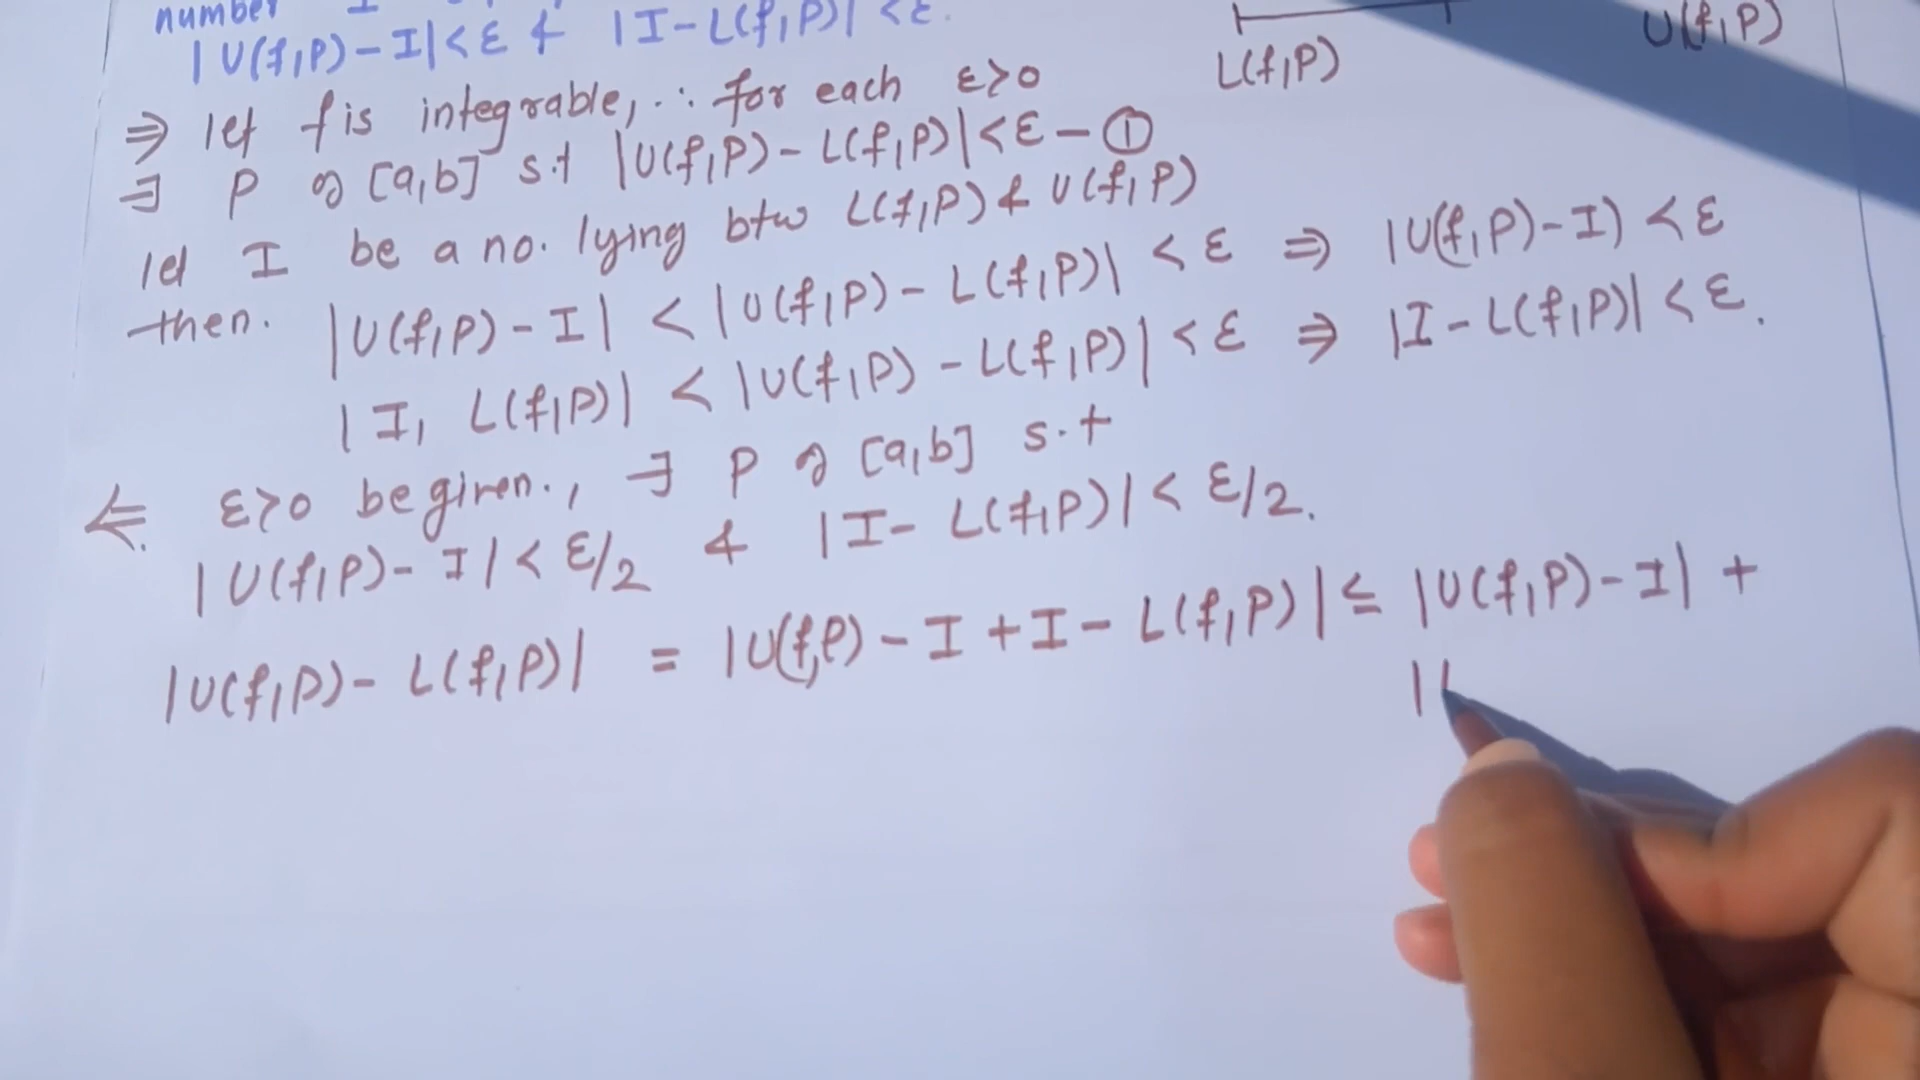 number I
|U(f,P)-I|<ε & |I-L(f,P)|<ε.
L(f,P)
U(f,P)
⇒ let f is integrable, ∴ for each ε>0
∃ P of [a,b] s.t |U(f,P)-L(f,P)|<ε-①
let I be a no. lying btw L(f,P) & U(f,P)
then. |U(f,P)-I| < |U(f,P)-L(f,P)| < ε ⇒ |U(f,P)-I) < ε
|I, L(f,P)| < |U(f,P)-L(f,P)| < ε ⇒ |I-L(f,P)| < ε.
⇐. ε>0 be given., ∃ P of [a,b] s.t
|U(f,P)-I| < ε/2 & |I-L(f,P)| < ε/2.
|U(f,P)-L(f,P)| = |U(f,P)-I+I-L(f,P)| ≤ |U(f,P)-I| +